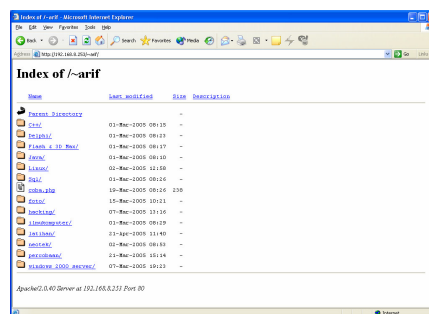 Index of /~arif - Microsoft Internet Explorer
File Edit View Favorites Tools Help
Back Search Favorites Media
Address http://192.168.8.253/~arif/ Go Links
Index of /~arif
Name Last modified Size Description
Parent Directory -
C++/ 01-Mar-2005 08:15 -
Delphi/ 01-Mar-2005 08:23 -
Flash & 3D Max/ 01-Mar-2005 08:17 -
Java/ 01-Mar-2005 08:10 -
Linux/ 02-Mar-2005 12:58 -
Sql/ 01-Mar-2005 08:26 -
coba.php 19-Mar-2005 08:26 238
foto/ 15-Mar-2005 10:21 -
hacking/ 07-Mar-2005 13:16 -
ilmukomputer/ 01-Mar-2005 08:29 -
latihan/ 21-Apr-2005 11:40 -
neotek/ 02-Mar-2005 08:53 -
percobaan/ 21-Mar-2005 15:14 -
windows 2000 server/ 07-Mar-2005 19:23 -
Apache/2.0.40 Server at 192.168.8.253 Port 80
Internet